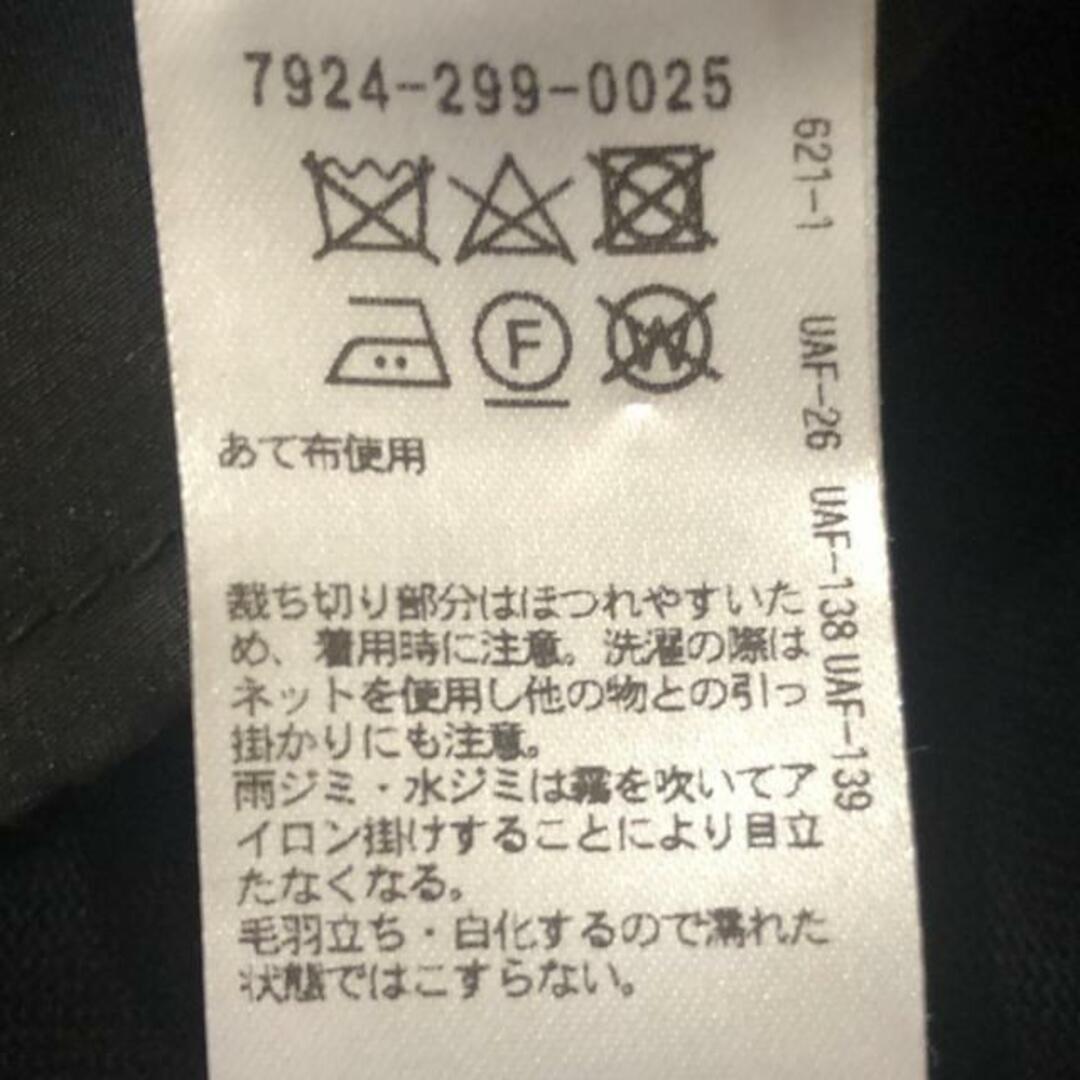 7924-299-0025
F
W
あて布使用
裁ち切り部分はほつれやすいた
め、着用時に注意。洗濯の際は
ネットを使用し他の物との引っ
掛かりにも注意。
雨ジミ・水ジミは霧を吹いてア
イロン掛けすることにより目立
たなくなる。
毛羽立ち・白化するので濡れた
状態ではこすらない。
621-1 UAF-26 UAF-138 UAF-139